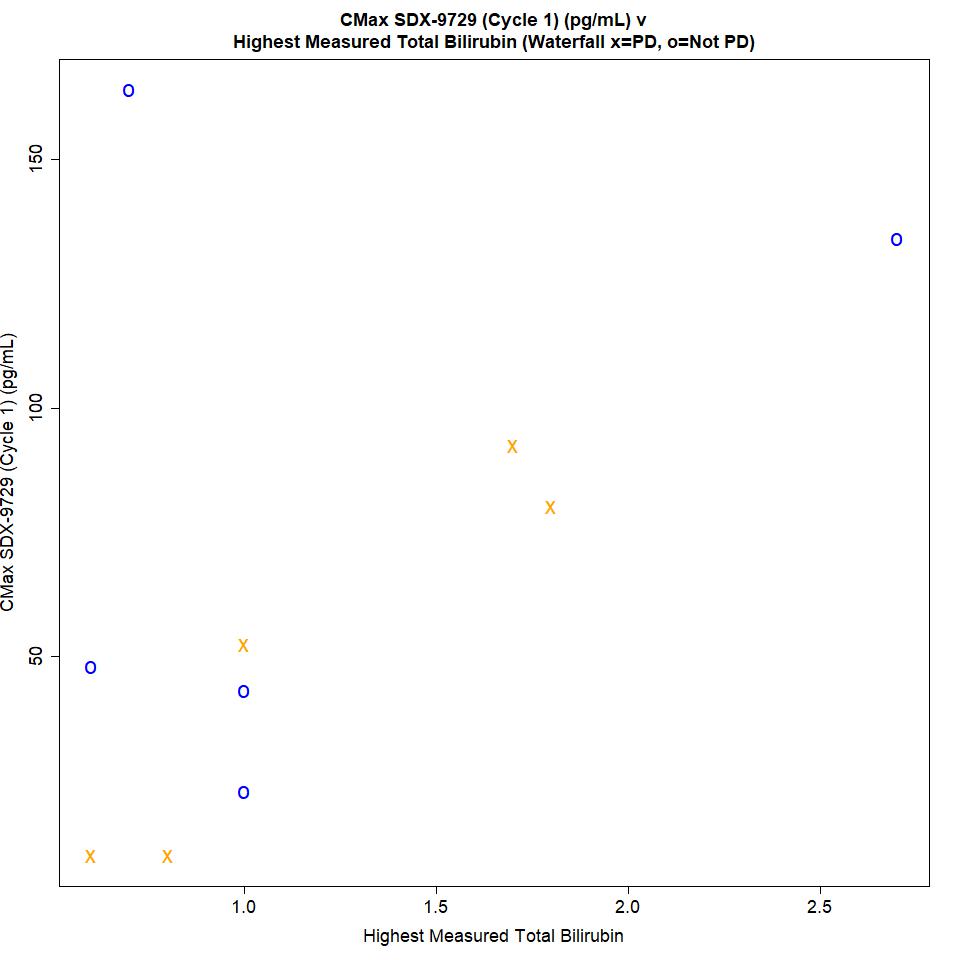 CMax SDX-9729 (Cycle 1) (pg/mL) v
Highest Measured Total Bilirubin (Waterfall x=PD, o=Not PD)
CMax SDX-9729 (Cycle 1) (pg/mL)
150
100
50
o
o
x
x
x
o
o
o
x
x
1.0
1.5
2.0
2.5
Highest Measured Total Bilirubin